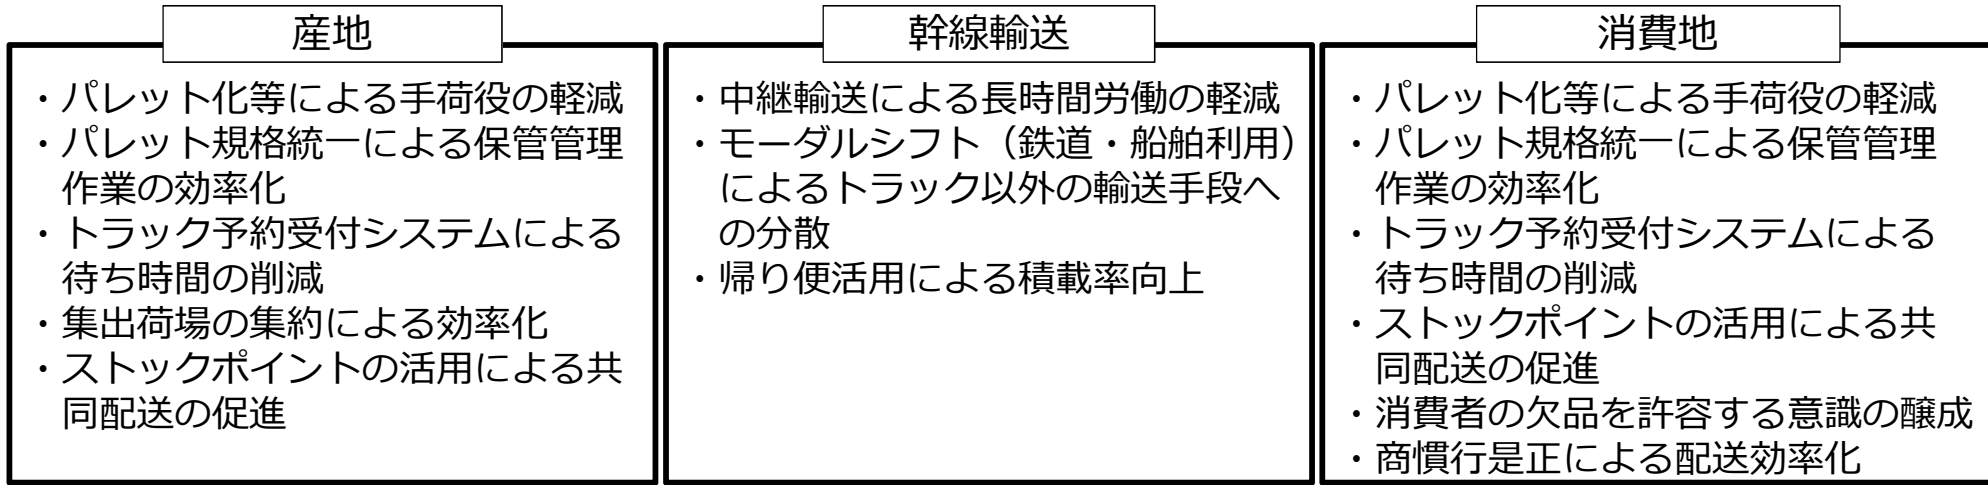 産地
・パレット化等による手荷役の軽減
・パレット規格統一による保管管理
作業の効率化
・トラック予約受付システムによる
待ち時間の削減
・集出荷場の集約による効率化
・ストックポイントの活用による共
同配送の促進
幹線輸送
・中継輸送による長時間労働の軽減
・モーダルシフト（鉄道・船舶利用）
によるトラック以外の輸送手段へ
の分散
・帰り便活用による積載率向上
消費地
・パレット化等による手荷役の軽減
・パレット規格統一による保管管理
作業の効率化
・トラック予約受付システムによる
待ち時間の削減
・ストックポイントの活用による共
同配送の促進
・消費者の欠品を許容する意識の醸成
・商慣行是正による配送効率化